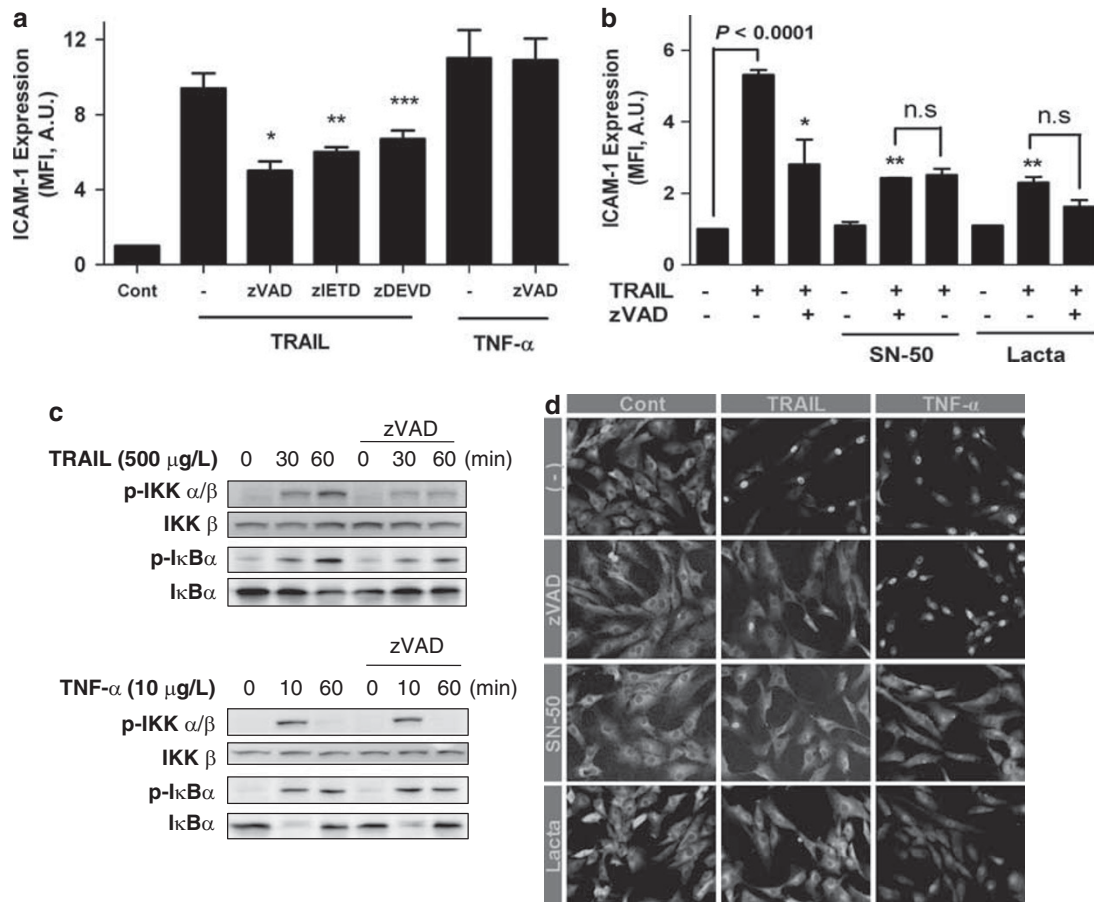 a
ICAM-1 Expression
(MFI, A.U.)
12
8
4
0
Cont - zVAD zIETD zDEVD - zVAD
* ** ***
TRAIL TNF-α
b
ICAM-1 Expression
(MFI, A.U.)
6
4
2
0
P < 0.0001
* ** n.s ** n.s
TRAIL - + + - + + - + +
zVAD - - + - + - - - +
SN-50 Lacta
c
zVAD
TRAIL (500 μg/L) 0 30 60 0 30 60 (min)
p-IKK α/β
IKK β
p-IκBα
IκBα
zVAD
TNF-α (10 μg/L) 0 10 60 0 10 60 (min)
p-IKK α/β
IKK β
p-IκBα
IκBα
d
Cont TRAIL TNF-α
(-)
zVAD
SN-50
Lacta